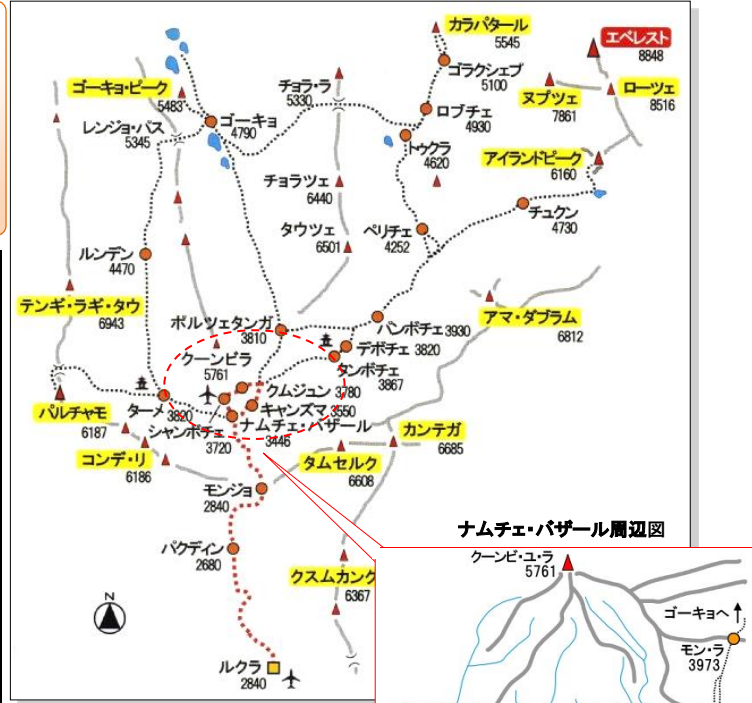 カラパタール
5545
エベレスト
8848
ゴラクシェブ
5100
ローツェ
8516
ヌプツェ
7861
ゴーキョ・ピーク
5483
チョラ・ラ
5330
ロブチェ
4930
ゴーキョ
4790
レンジョ・パス
5345
トゥクラ
4620
アイランドピーク
6160
チョラツェ
6440
チュクン
4730
タウツェ
6501
ペリチェ
4252
ルンデン
4470
テンギ・ラギ・タウ
6943
ポルツェタンガ
3810
パンボチェ 3930
アマ・ダブラム
6812
デボチェ 3820
クーンビラ
5761
タンボチェ
3867
クムジュン 3780
キャンズマ 3550
パルチャモ
6187
ターメ 3820
シャンボチェ
3720
ナムチェ・バザール
3446
カンテガ
6685
コンデ・リ
6186
タムセルク
6608
モンジョ
2840
ナムチェ・バザール周辺図
パクディン
2680
クーンビ・ユ・ラ
5761
クスムカング
6367
N
ゴーキョへ
モン・ラ
3973
ルクラ
2840